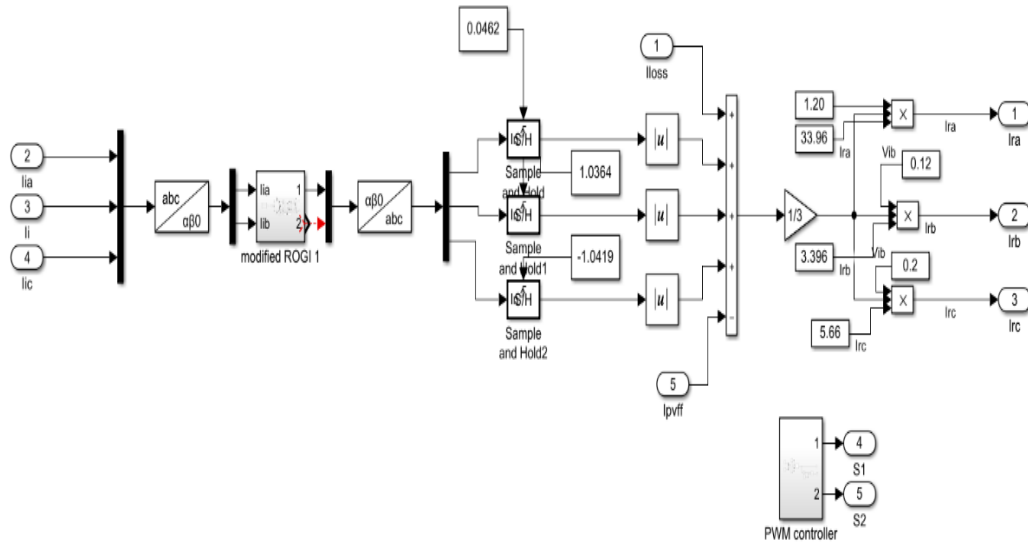 0.0462
1
Iloss
2
Iia
3
Ii
4
Iic
abc
αβ0
Iia
Iib
1
2
modified ROGI 1
αβ0
abc
S/H
Sample
and Hold
1.0364
S/H
Sample
and Hold1
-1.0419
S/H
Sample
and Hold2
|u|
|u|
|u|
+
+
+
+
−
5
Ipvff
1/3
1.20
33.96
Ira
×
Ira
1
Ira
Vib
0.12
3.396
Irb
×
Irb
2
Irb
Vib
0.2
5.66
Irc
×
Irc
3
Irc
1
2
PWM controller
4
S1
5
S2